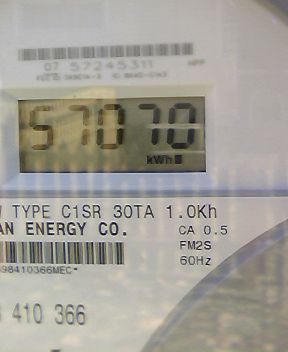 07 57245311 APP
57070
kWh
TYPE C1SR 30TA 1.0Kh
AN ENERGY CO. CA 0.5
FM2S
98410366MEC* 60Hz
410 366